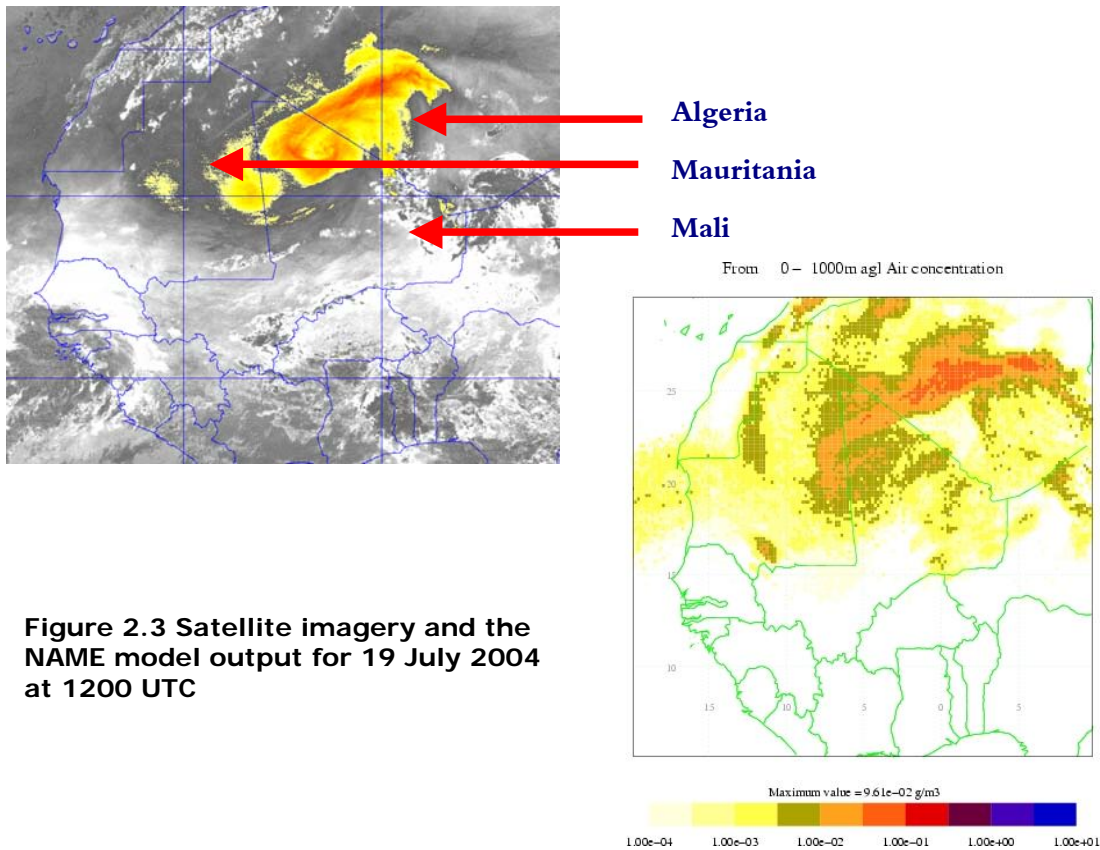 Algeria
Mauritania
Mali
From 0 – 1000m agl Air concentration
25
20
15
10
15
10
5
0
5
Figure 2.3 Satellite imagery and the
NAME model output for 19 July 2004
at 1200 UTC
Maximum value = 9.61e–02 g/m3
1.00e–04 1.00e–03 1.00e–02 1.00e–01 1.00e+00 1.00e+01